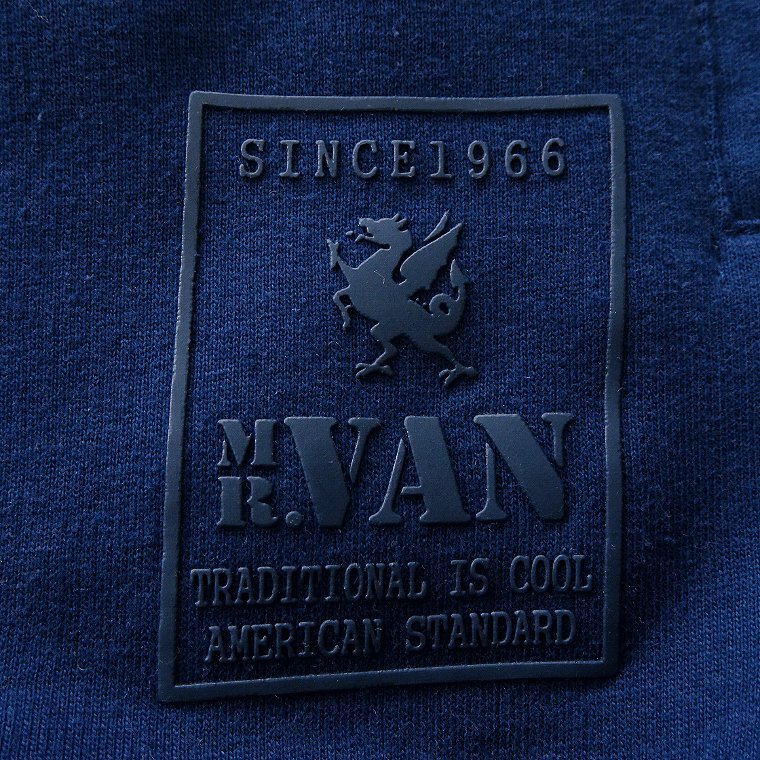 SINCE1966
MR.VAN
TRADITIONAL IS COOL
AMERICAN STANDARD